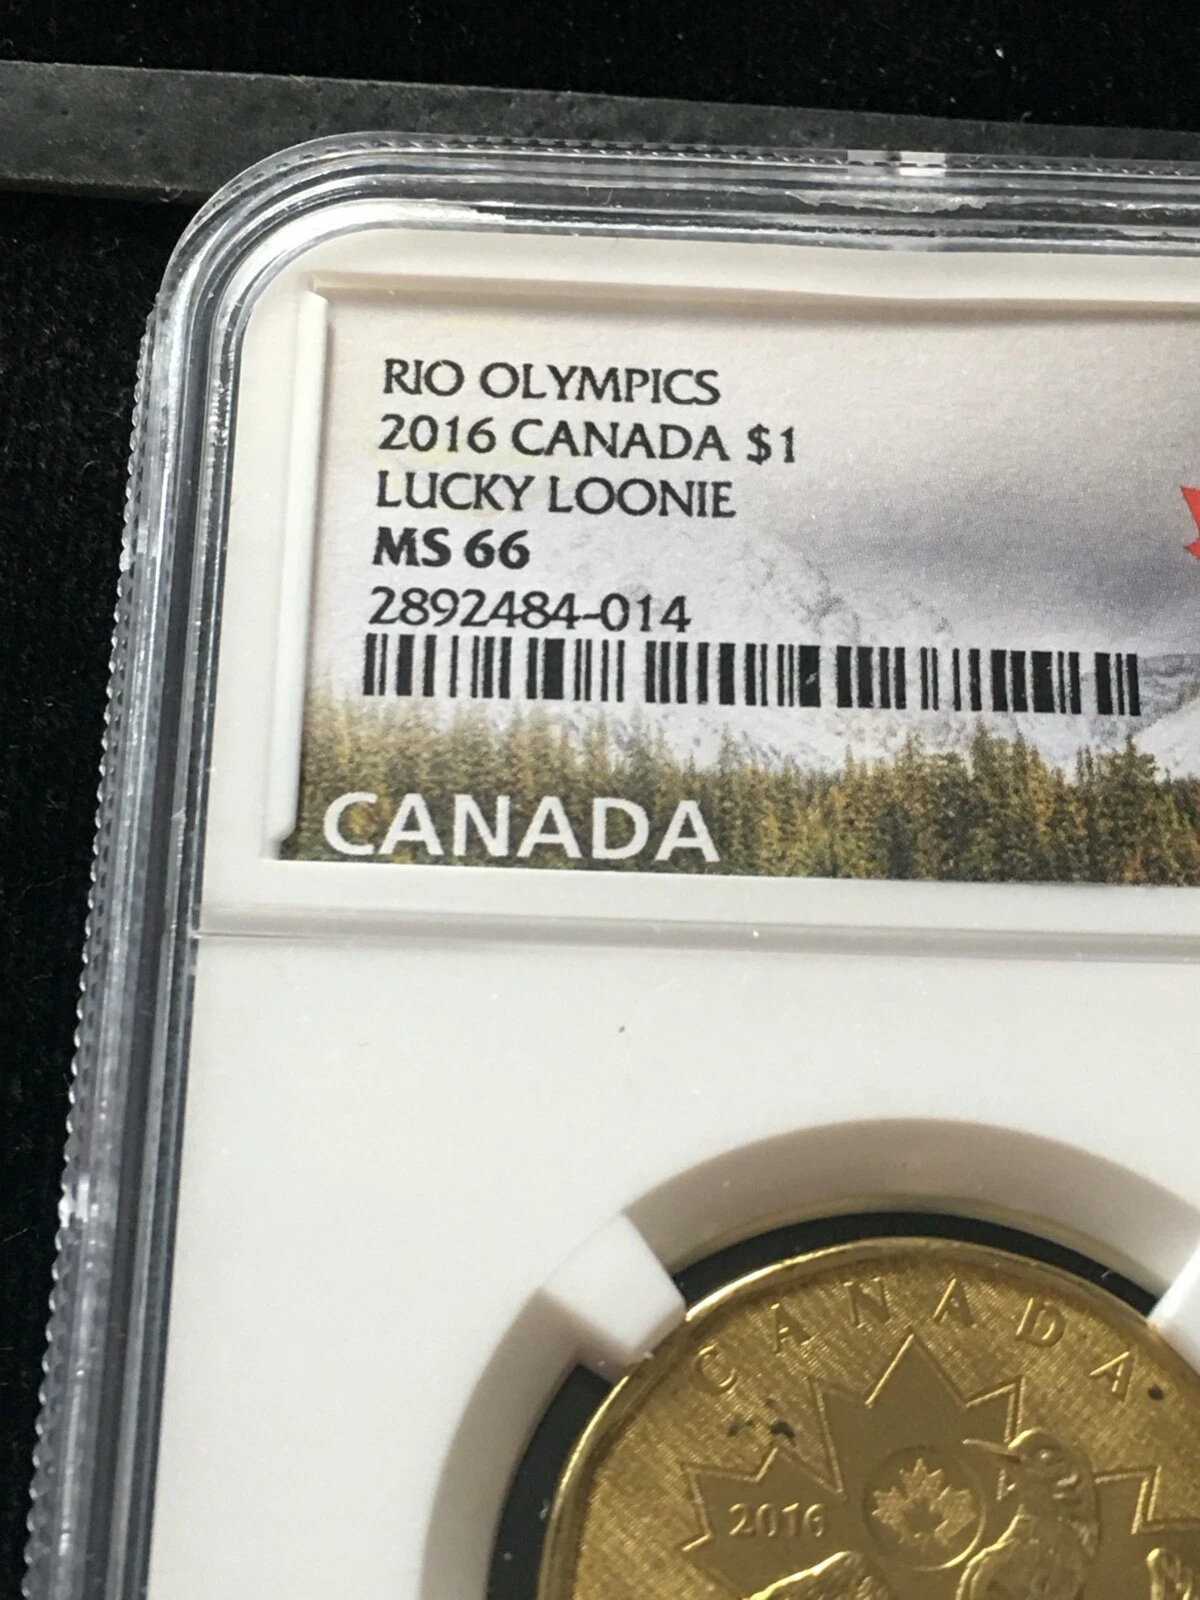 RIO OLYMPICS
2016 CANADA $1
LUCKY LOONIE
MS 66
2892484-014
CANADA
CANADA
2016